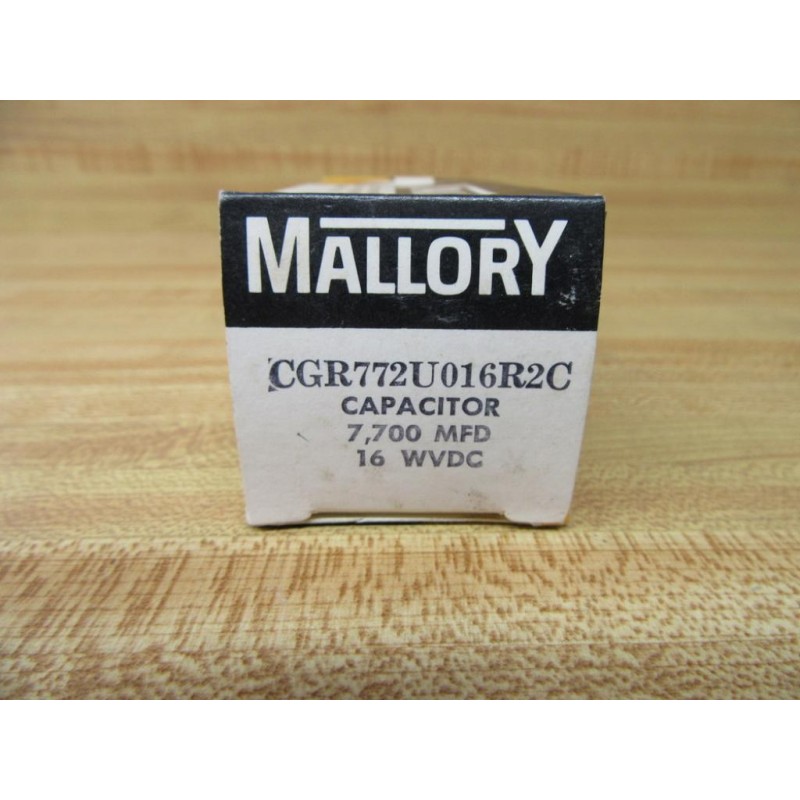 MALLORY
CGR772U016R2C
CAPACITOR
7,700 MFD
16 WVDC